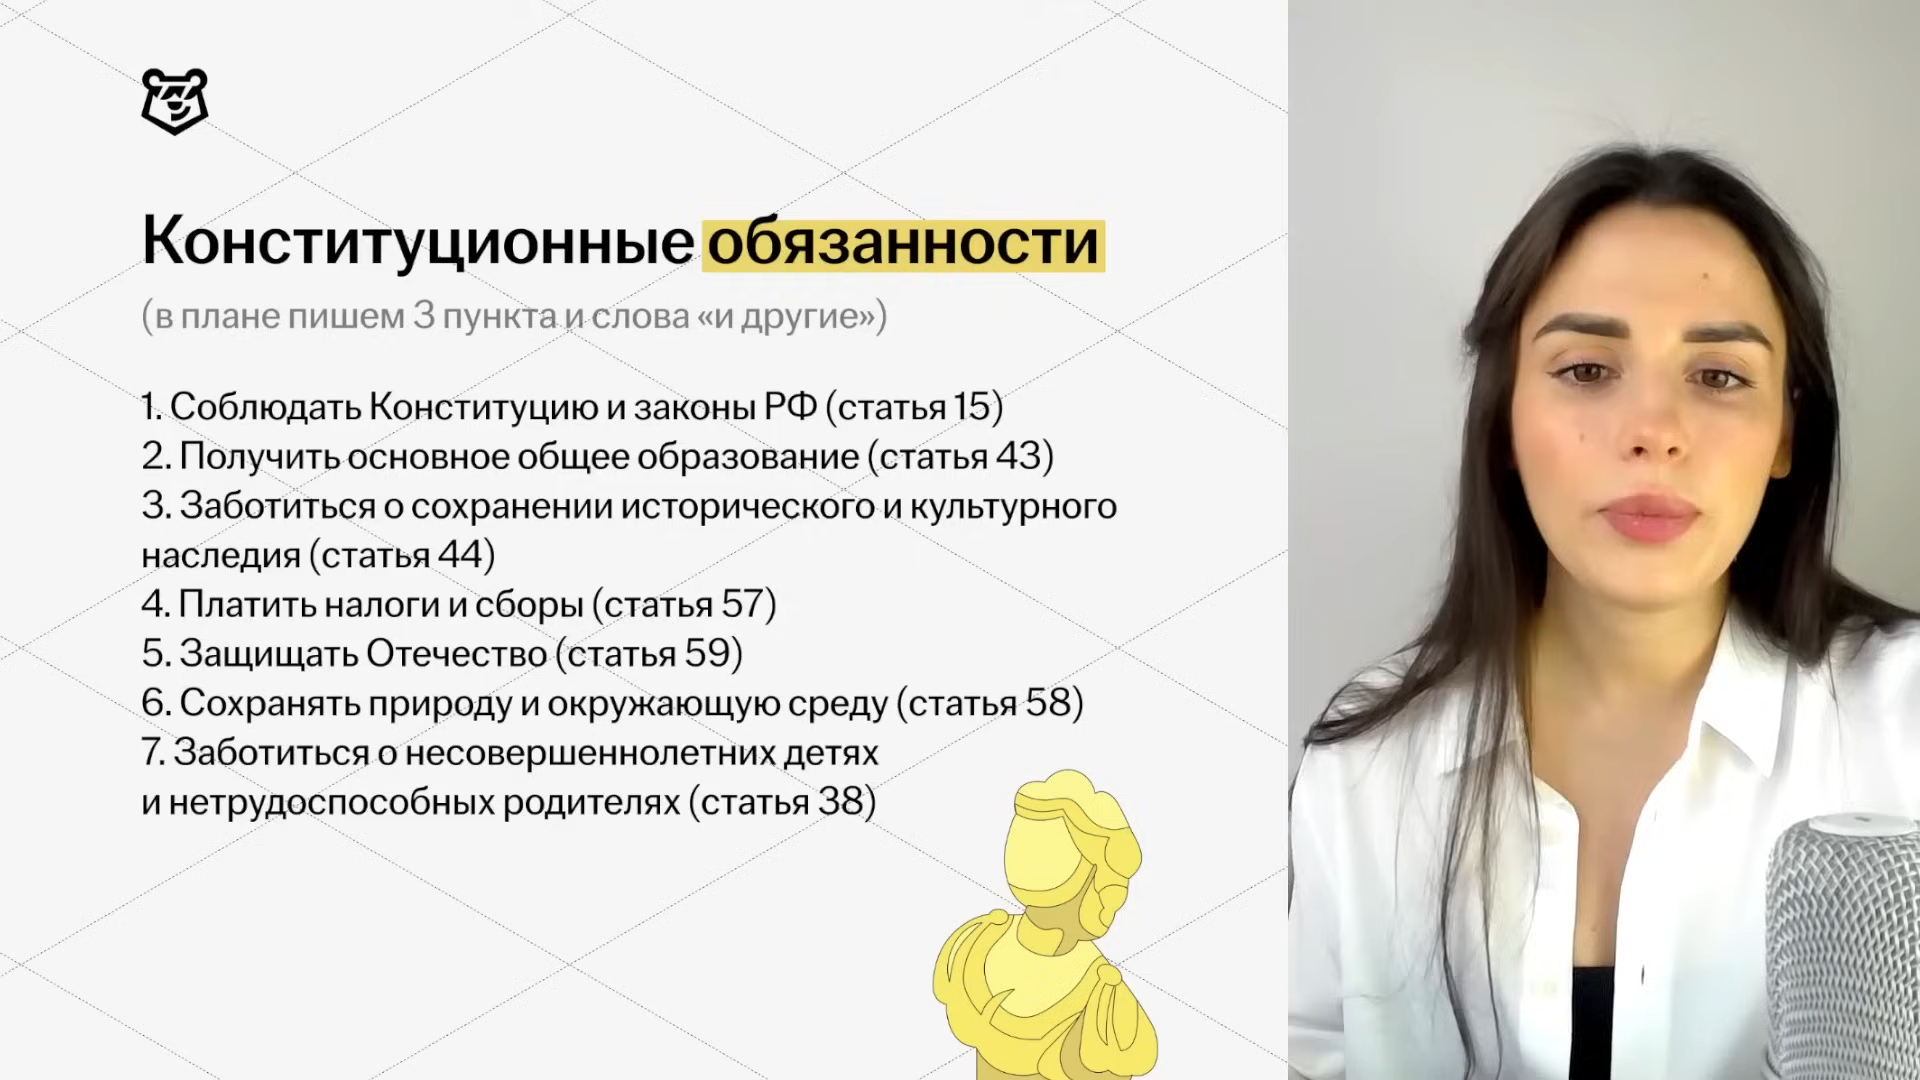 Конституционные обязанности
(в плане пишем 3 пункта и слова «и другие»)
1. Соблюдать Конституцию и законы РФ (статья 15)
2. Получить основное общее образование (статья 43)
3. Заботиться о сохранении исторического и культурного
наследия (статья 44)
4. Платить налоги и сборы (статья 57)
5. Защищать Отечество (статья 59)
6. Сохранять природу и окружающую среду (статья 58)
7. Заботиться о несовершеннолетних детях
и нетрудоспособных родителях (статья 38)